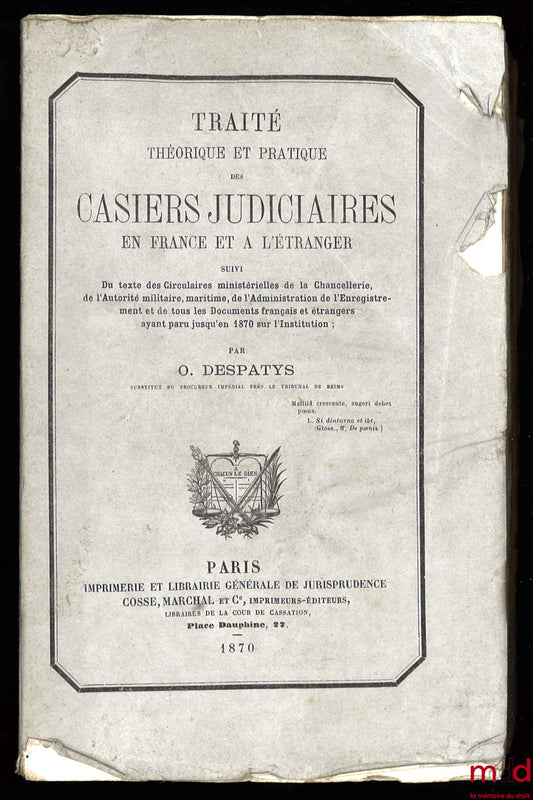 TRAITÉ
THÉORIQUE ET PRATIQUE
DES
CASIERS JUDICIAIRES
EN FRANCE ET A L'ÉTRANGER
SUIVI
Du texte des Circulaires ministérielles de la Chancellerie,
de l'Autorité militaire, maritime, de l'Administration de l'Enregistre-
ment et de tous les Documents français et étrangers
ayant paru jusqu'en 1870 sur l'Institution ;
PAR
O. DESPATYS
SUBSTITUT DU PROCUREUR IMPÉRIAL PRÈS LE TRIBUNAL DE REIMS
Malitiâ crescente, augeri debet
pœna.
L. Si diuturno et ibi,
(Gloss., ff. De pœnis.)
A
CHACUN LE SIEN
PARIS
IMPRIMERIE ET LIBRAIRIE GÉNÉRALE DE JURISPRUDENCE
COSSE, MARCHAL ET Ce, IMPRIMEURS-ÉDITEURS,
LIBRAIRES DE LA COUR DE CASSATION,
Place Dauphine, 27.
1870
mdd
la mémoire du droit